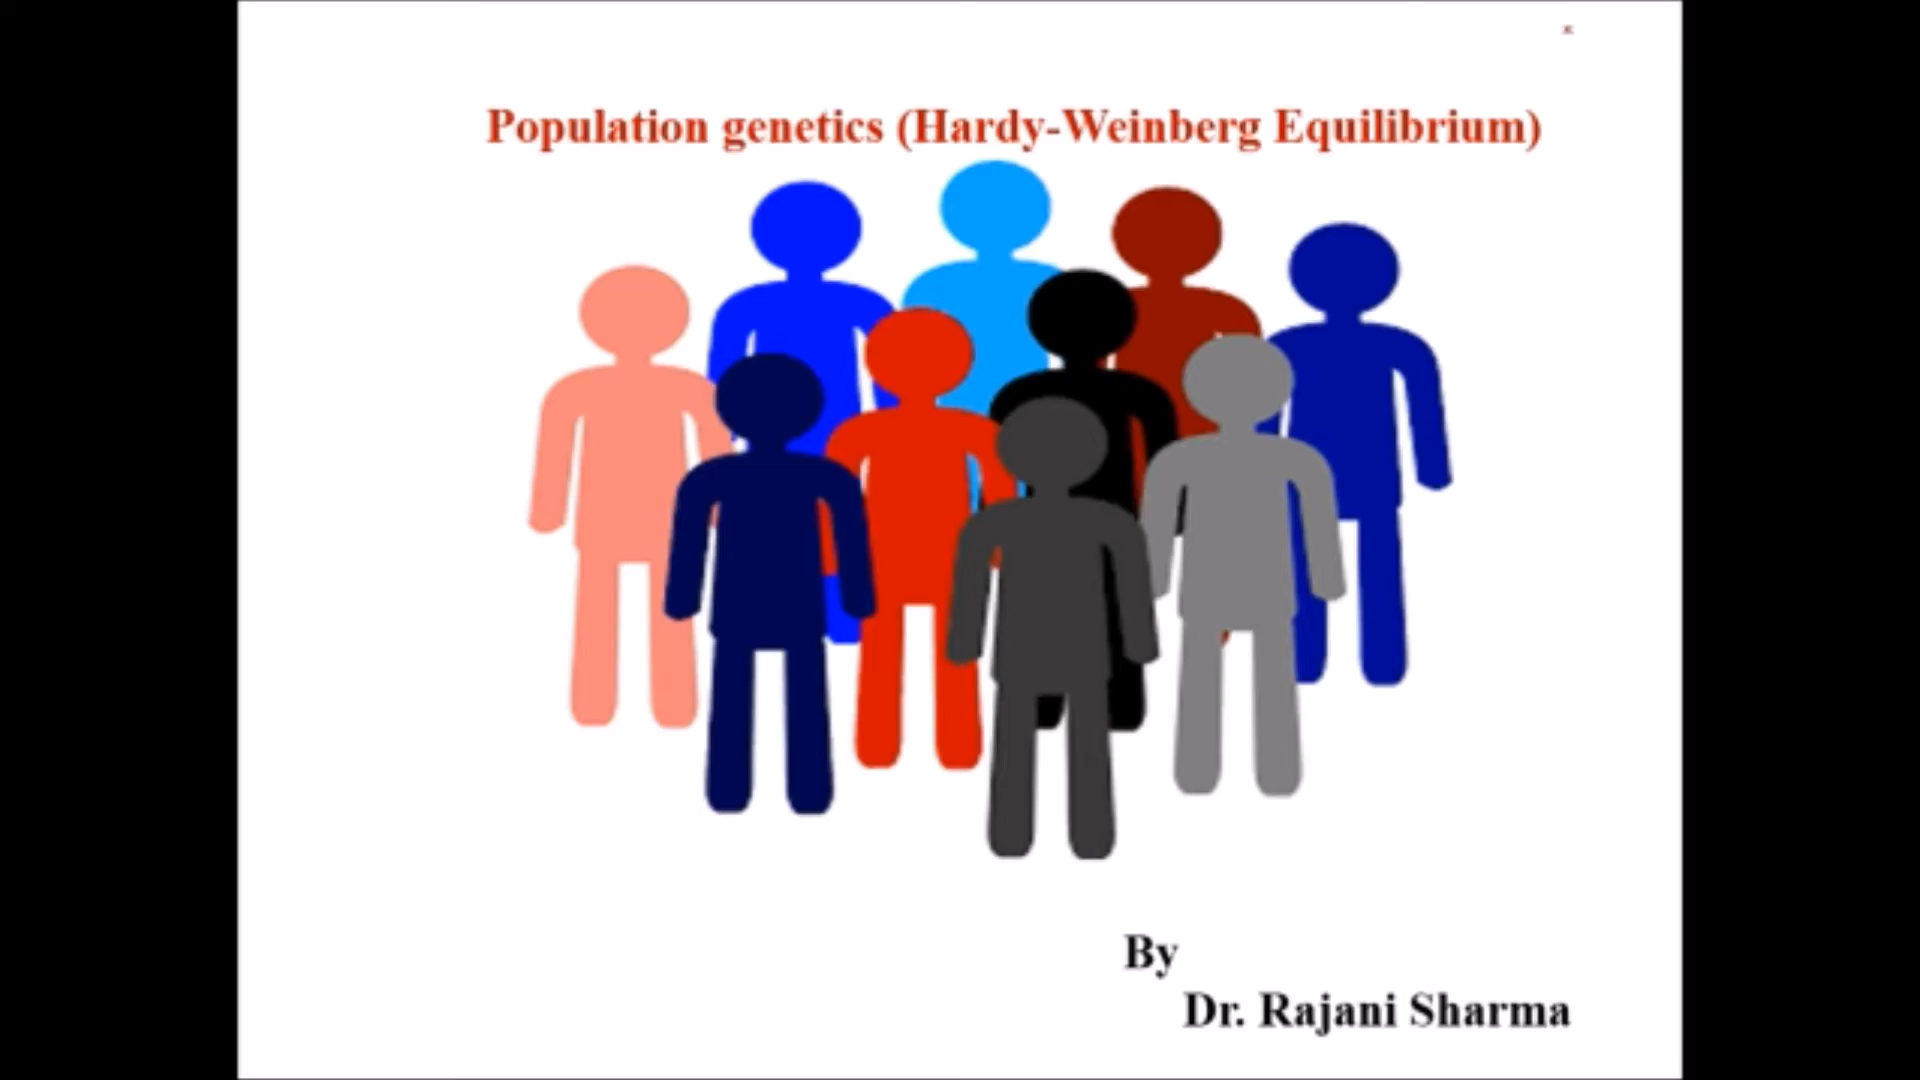 Population genetics (Hardy-Weinberg Equilibrium)
By
Dr. Rajani Sharma